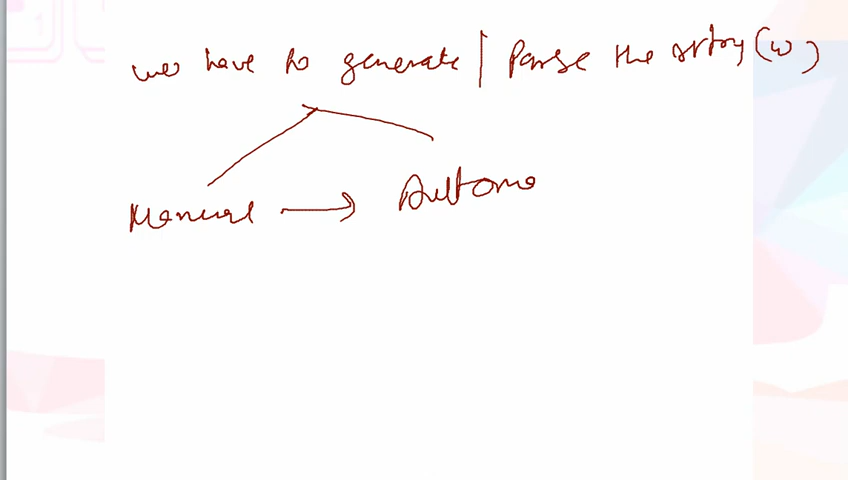 we have to generate | Parse the string (w)
Manual → Automa